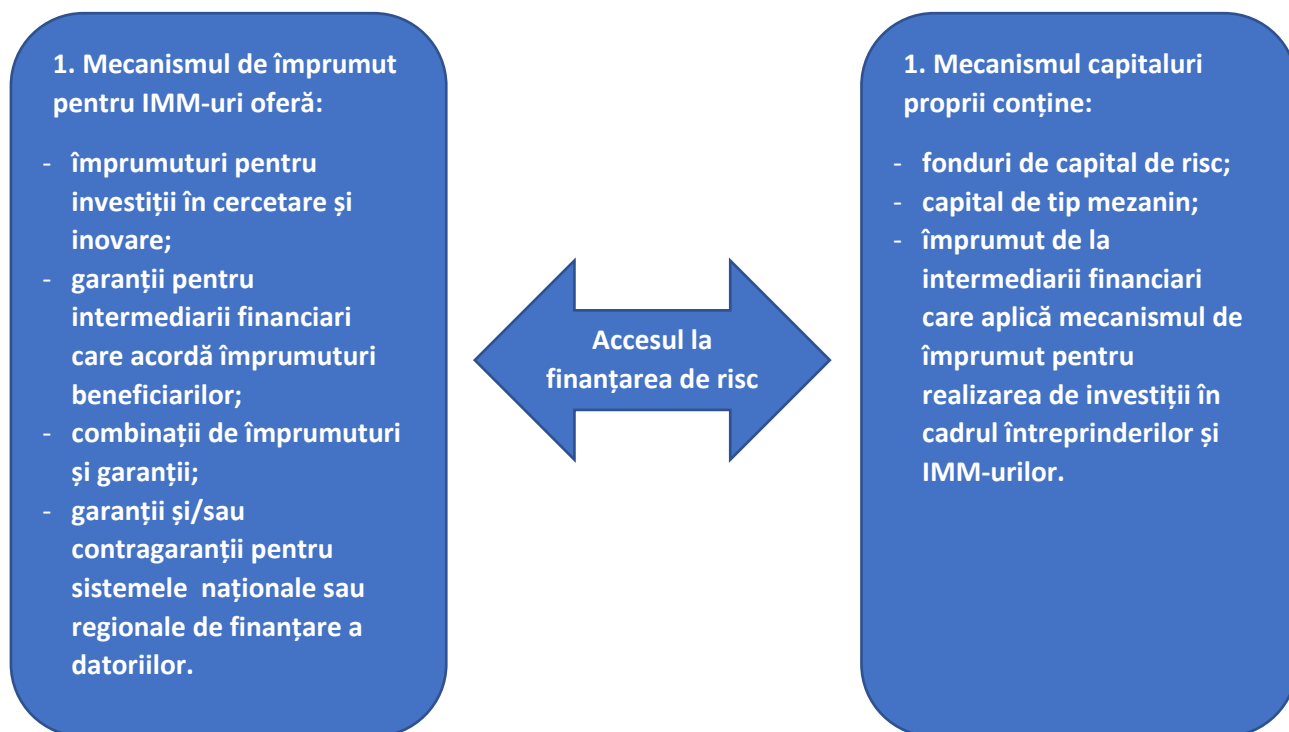 1. Mecanismul de împrumut
pentru IMM-uri oferă:
- împrumuturi pentru
investiții în cercetare și
inovare;
- garanții pentru
intermediarii financiari
care acordă împrumuturi
beneficiarilor;
- combinații de împrumuturi
și garanții;
- garanții și/sau
contragaranții pentru
sistemele naționale sau
regionale de finanțare a
datoriilor.
Accesul la
finanțarea de risc
1. Mecanismul capitaluri
proprii conține:
- fonduri de capital de risc;
- capital de tip mezanin;
- împrumut de la
intermediarii financiari
care aplică mecanismul de
împrumut pentru
realizarea de investiții în
cadrul întreprinderilor și
IMM-urilor.